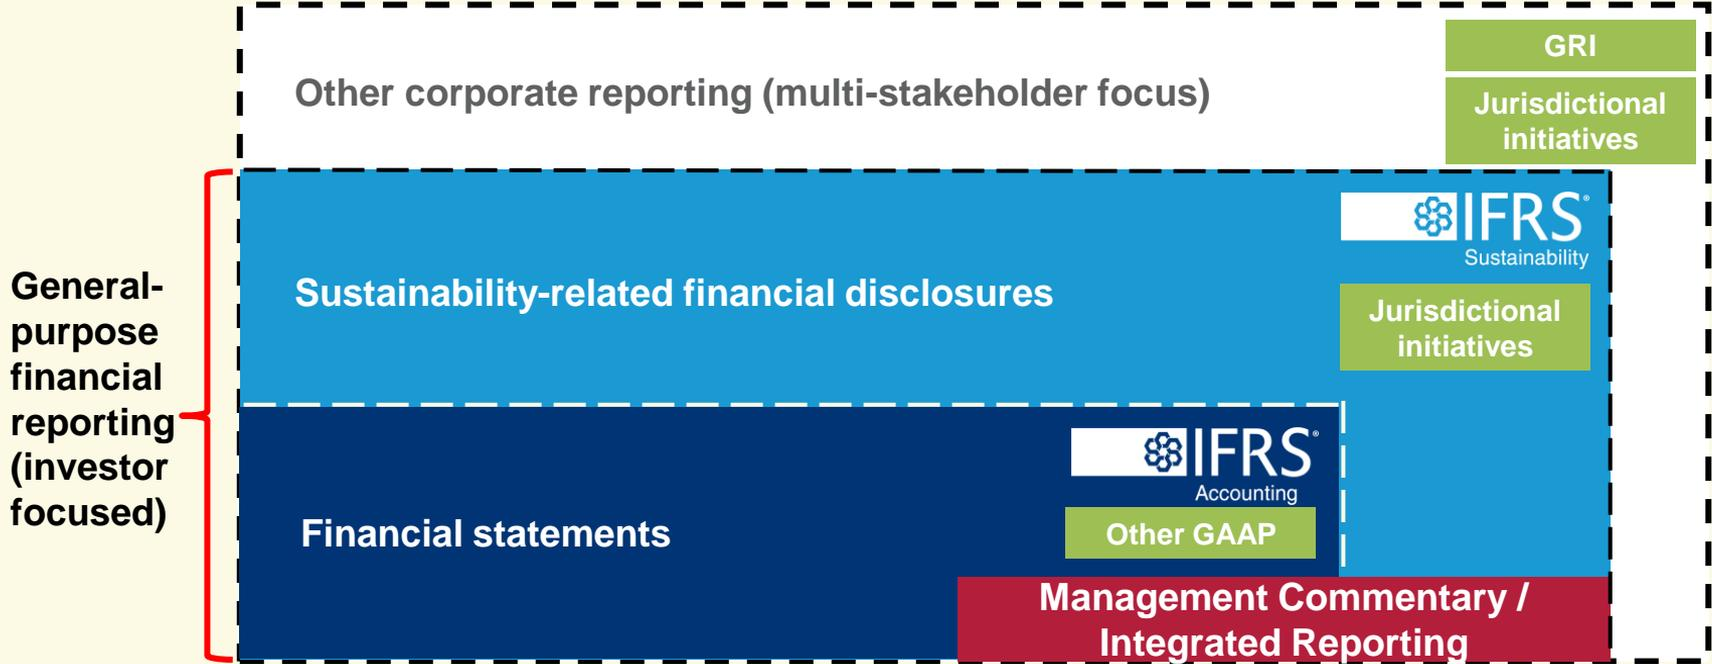 GRI
Other corporate reporting (multi-stakeholder focus)
Jurisdictional
initiatives
IFRS®
Sustainability
General-
purpose
financial
reporting
(investor
focused)
Sustainability-related financial disclosures
Jurisdictional
initiatives
IFRS®
Accounting
Financial statements
Other GAAP
Management Commentary /
Integrated Reporting